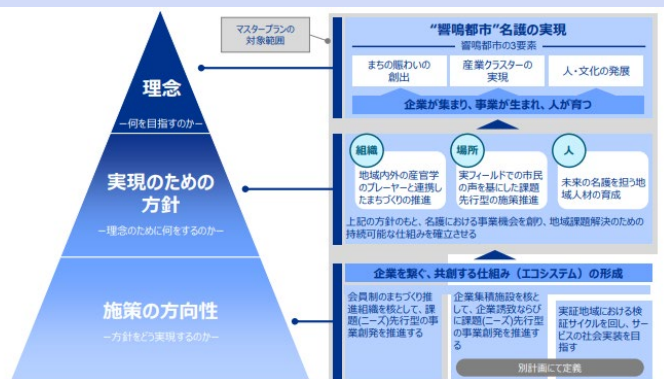 マスタープランの
対象範囲
理念
ー何を目指すのかー
実現のための
方針
ー理念のために何をするのかー
施策の方向性
ー方針をどう実現するのかー
“響鳴都市”名護の実現
響鳴都市の3要素
まちの賑わいの
創出
産業クラスターの
実現
人・文化の発展
企業が集まり、事業が生まれ、人が育つ
組織
地域内外の産官学
のプレーヤーと連携し
たまちづくりの推進
場所
実フィールドでの市民
の声を基にした課題
先行型の施策推進
人
未来の名護を担う地
域人材の育成
上記の方針のもと、名護における事業機会を創り、地域課題解決のための
持続可能な仕組みを確立させる
企業を繋ぐ、共創する仕組み（エコシステム）の形成
会員制のまちづくり推
進組織を核として、課
題(ニーズ)先行型の事
業創発を推進する
企業集積施設を核と
して、企業誘致ならび
に課題(ニーズ)先行型
の事業創発を推進す
る
実証地域における検
証サイクルを回し、サー
ビスの社会実装を目
指す
別計画にて定義